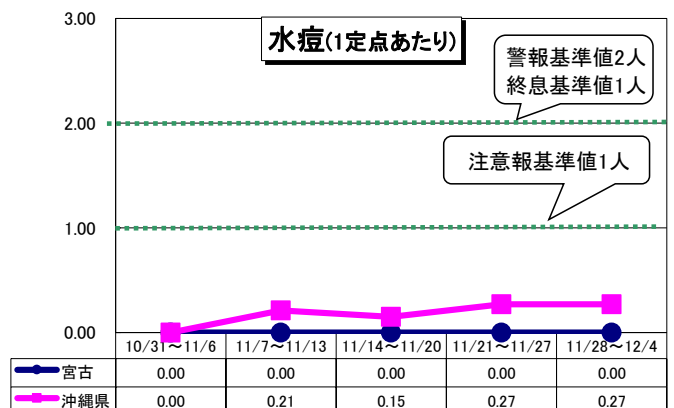 水痘(1定点あたり)
警報基準値2人
終息基準値1人
注意報基準値1人
3.00
2.00
1.00
0.00
10/31～11/6 11/7～11/13 11/14～11/20 11/21～11/27 11/28～12/4
宮古 0.00 0.00 0.00 0.00 0.00
沖縄県 0.00 0.21 0.15 0.27 0.27